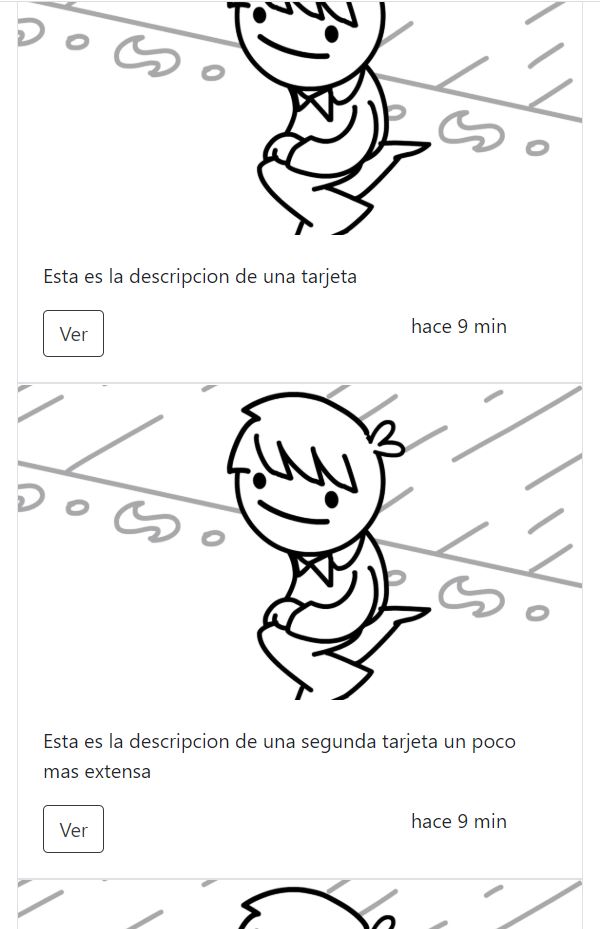 Esta es la descripcion de una tarjeta
Ver
hace 9 min
Esta es la descripcion de una segunda tarjeta un poco
mas extensa
Ver
hace 9 min